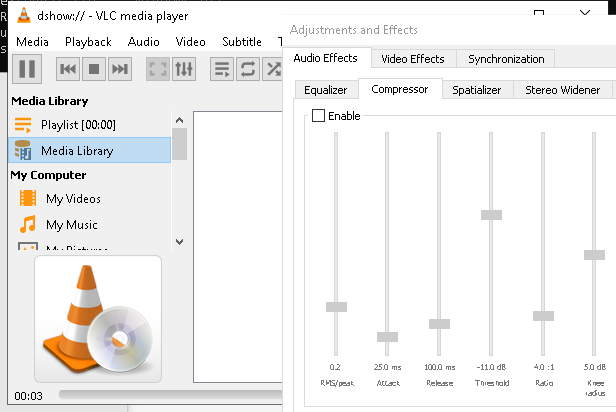 dshow:// - VLC media player
Media Playback Audio Video Subtitle
Media Library
Playlist [00:00]
Media Library
My Computer
My Videos
My Music
My Pictures
00:03
Adjustments and Effects
Audio Effects Video Effects Synchronization
Equalizer Compressor Spatializer Stereo Widener
Enable
0.2 25.0 ms 100.0 ms -11.0 dB 4.0 :1 5.0 dB
RMS/peak Attack Release Threshold Ratio Knee
radius